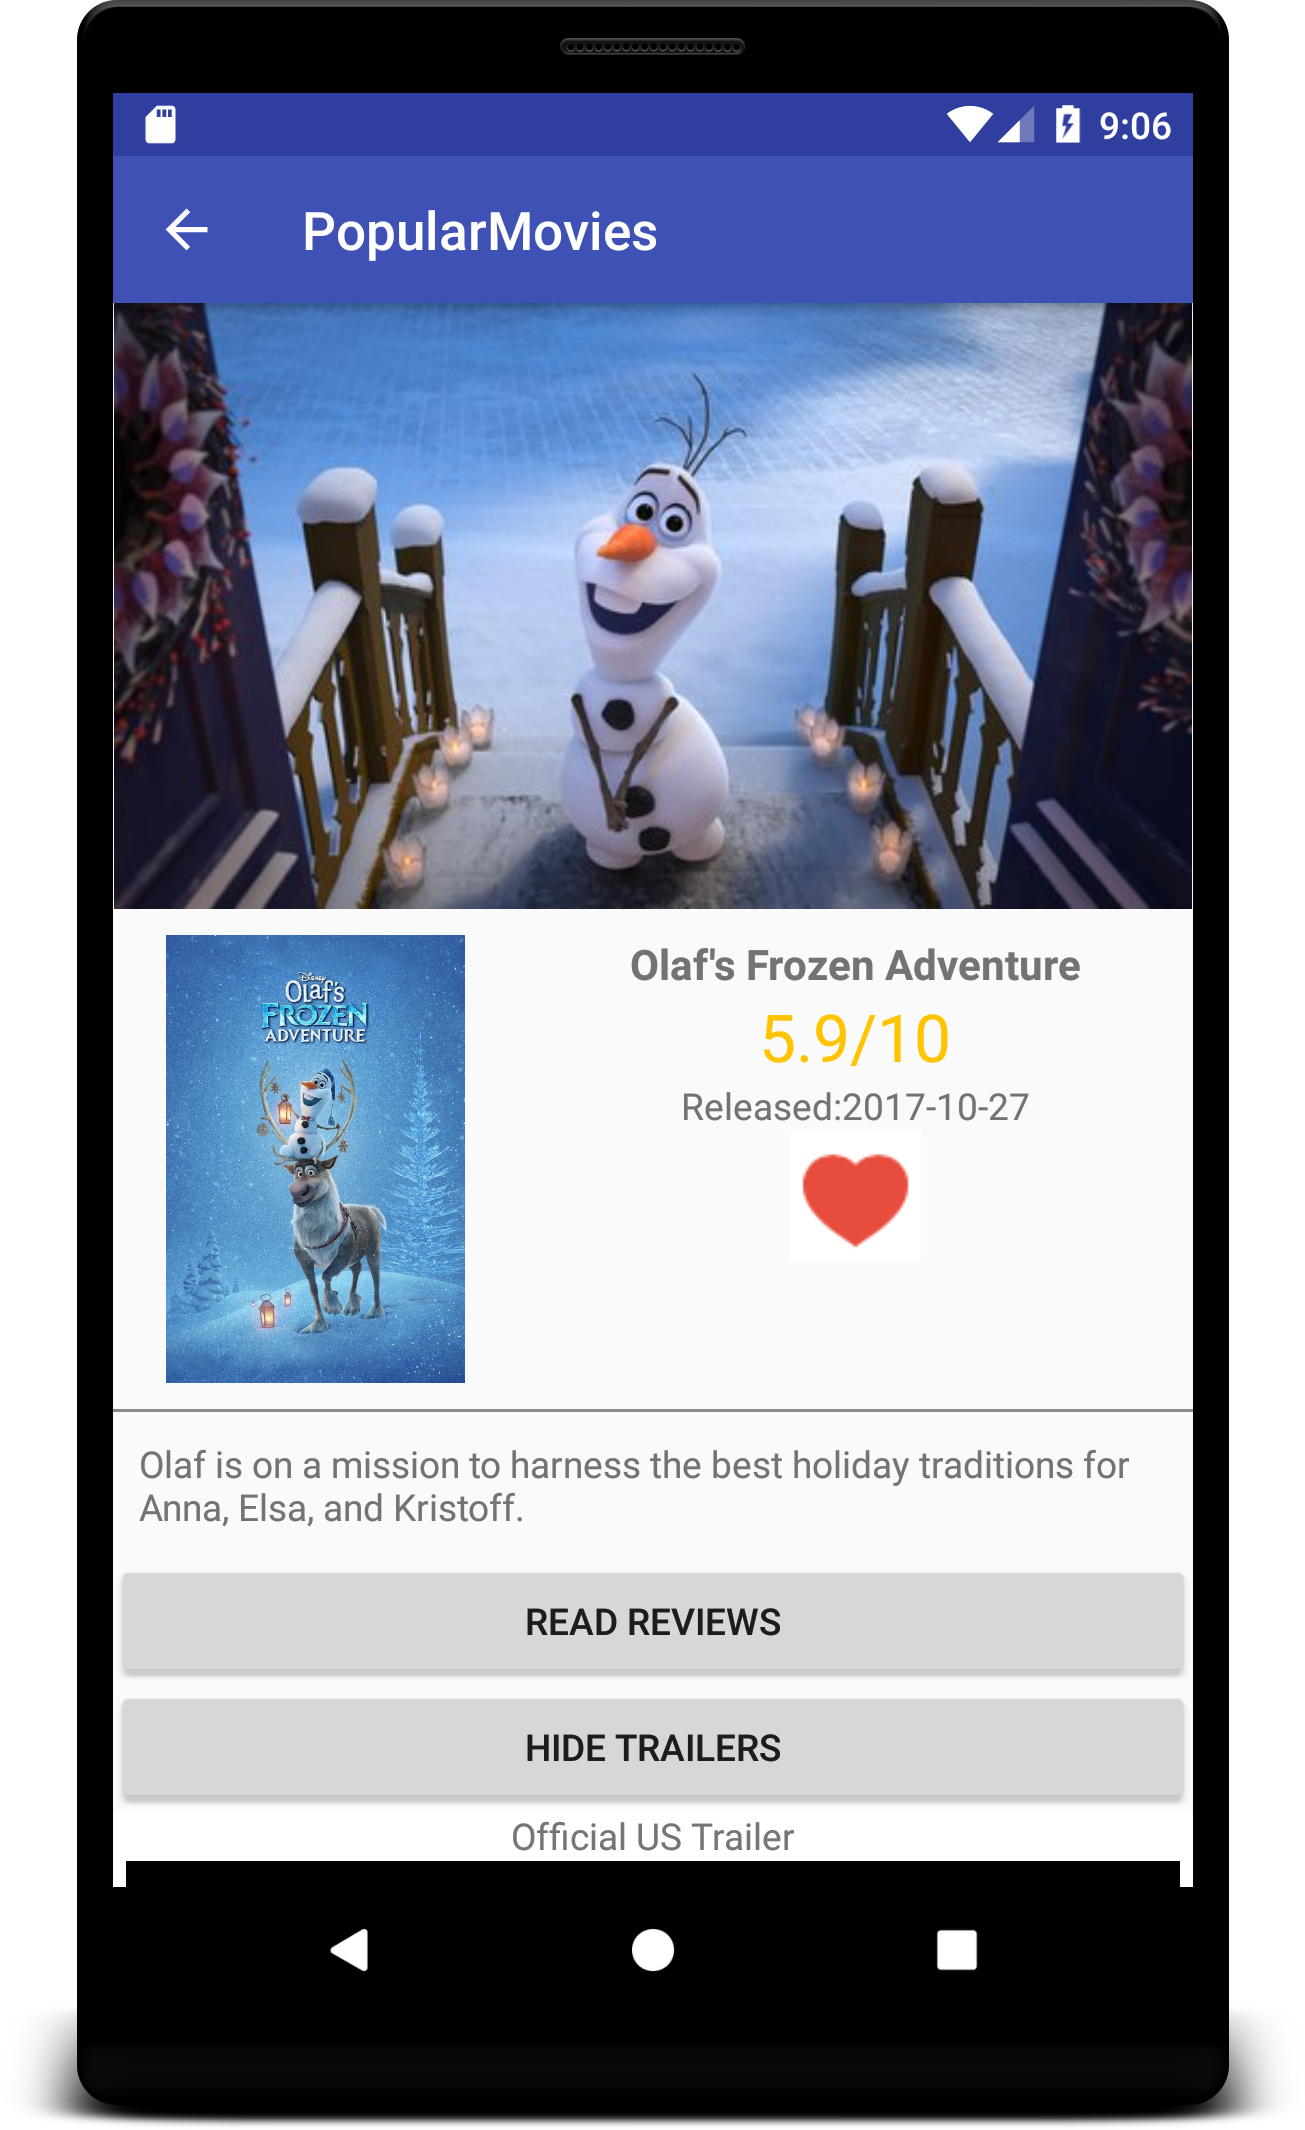 9:06
PopularMovies
Disney
Olaf's
FROZEN
ADVENTURE
Olaf's Frozen Adventure
5.9/10
Released:2017-10-27
Olaf is on a mission to harness the best holiday traditions for
Anna, Elsa, and Kristoff.
READ REVIEWS
HIDE TRAILERS
Official US Trailer